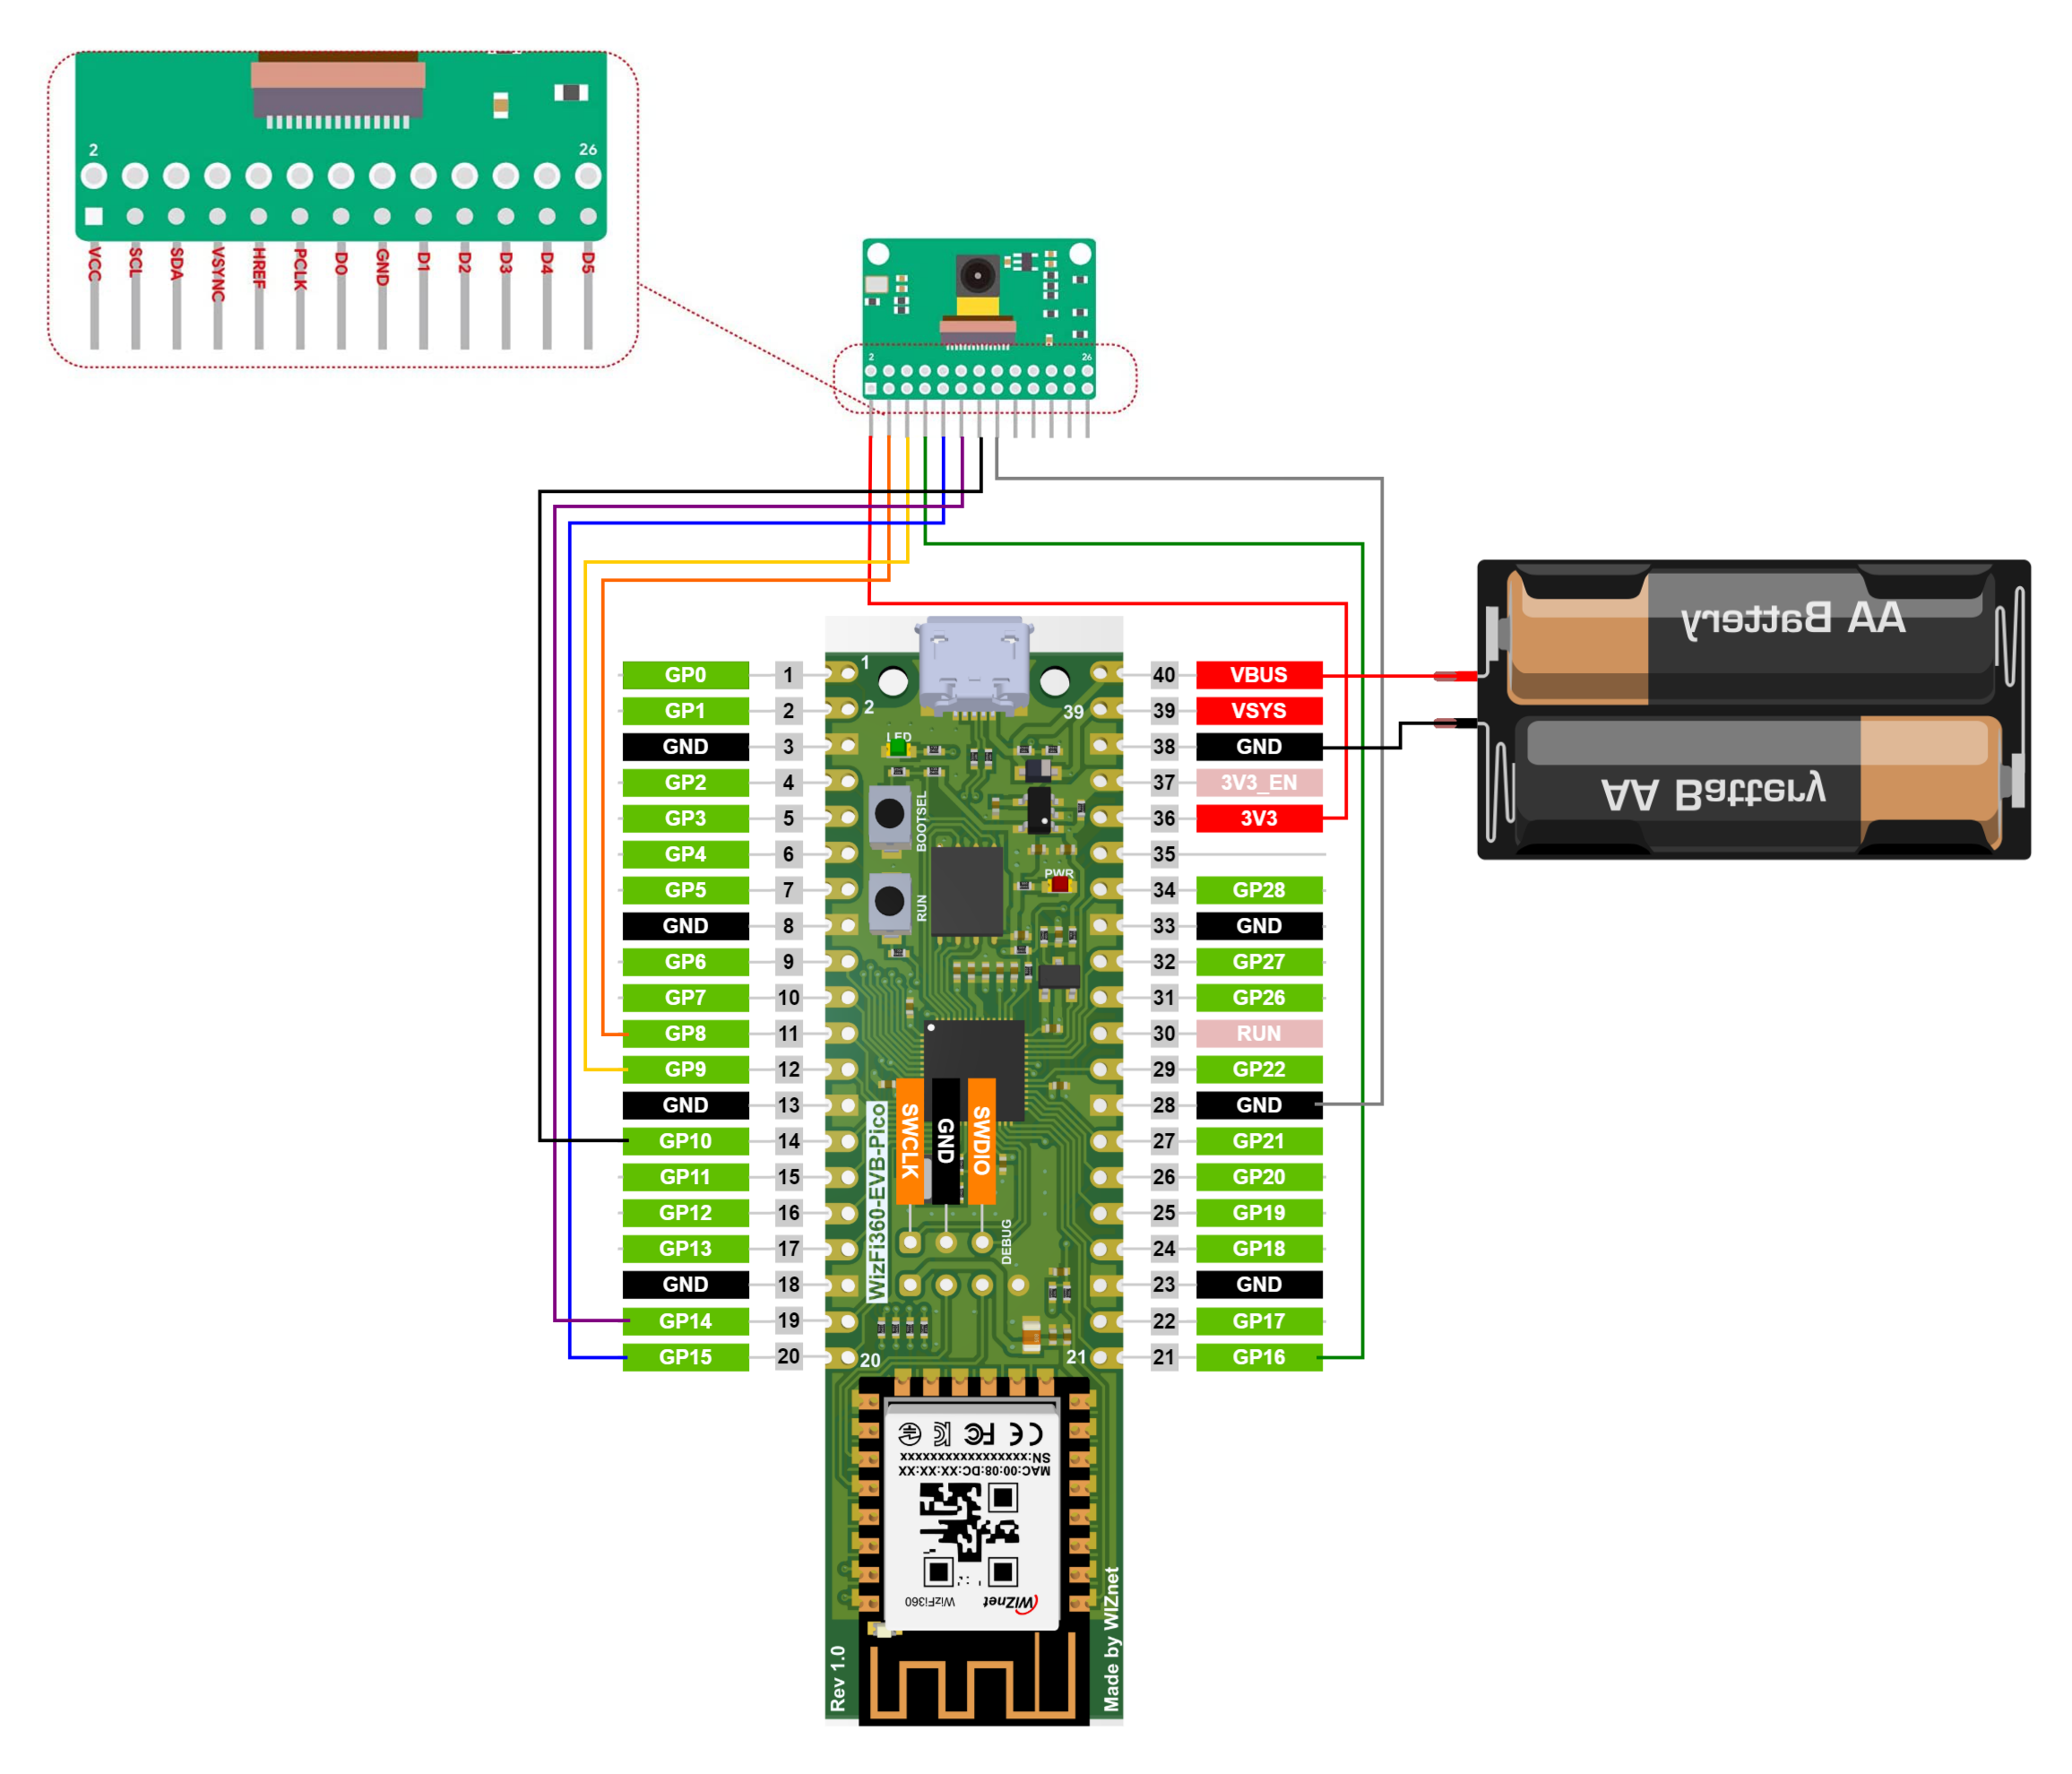 2
26
VCC
SCL
SDA
VSYNC
HREF
PCLK
D0
GND
D1
D2
D3
D4
D5
2
26
AA Battery
AA Battery
GP0 1
GP1 2
GND 3
GP2 4
GP3 5
GP4 6
GP5 7
GND 8
GP6 9
GP7 10
GP8 11
GP9 12
GND 13
GP10 14
GP11 15
GP12 16
GP13 17
GND 18
GP14 19
GP15 20
1
2
39
LED
BOOTSEL
RUN
PWR
WizFi360-EVB-Pico
SWCLK
GND
SWDIO
DEBUG
20
21
40 VBUS
39 VSYS
38 GND
37 3V3_EN
36 3V3
35
34 GP28
33 GND
32 GP27
31 GP26
30 RUN
29 GP22
28 GND
27 GP21
26 GP20
25 GP19
24 GP18
23 GND
22 GP17
21 GP16
CE FC
SN:xxxxxxxxxxxxxxxxx
MAC:00:08:DC:XX:XX:XX
WIZnet
WizFi360
Rev 1.0
Made by WIZnet